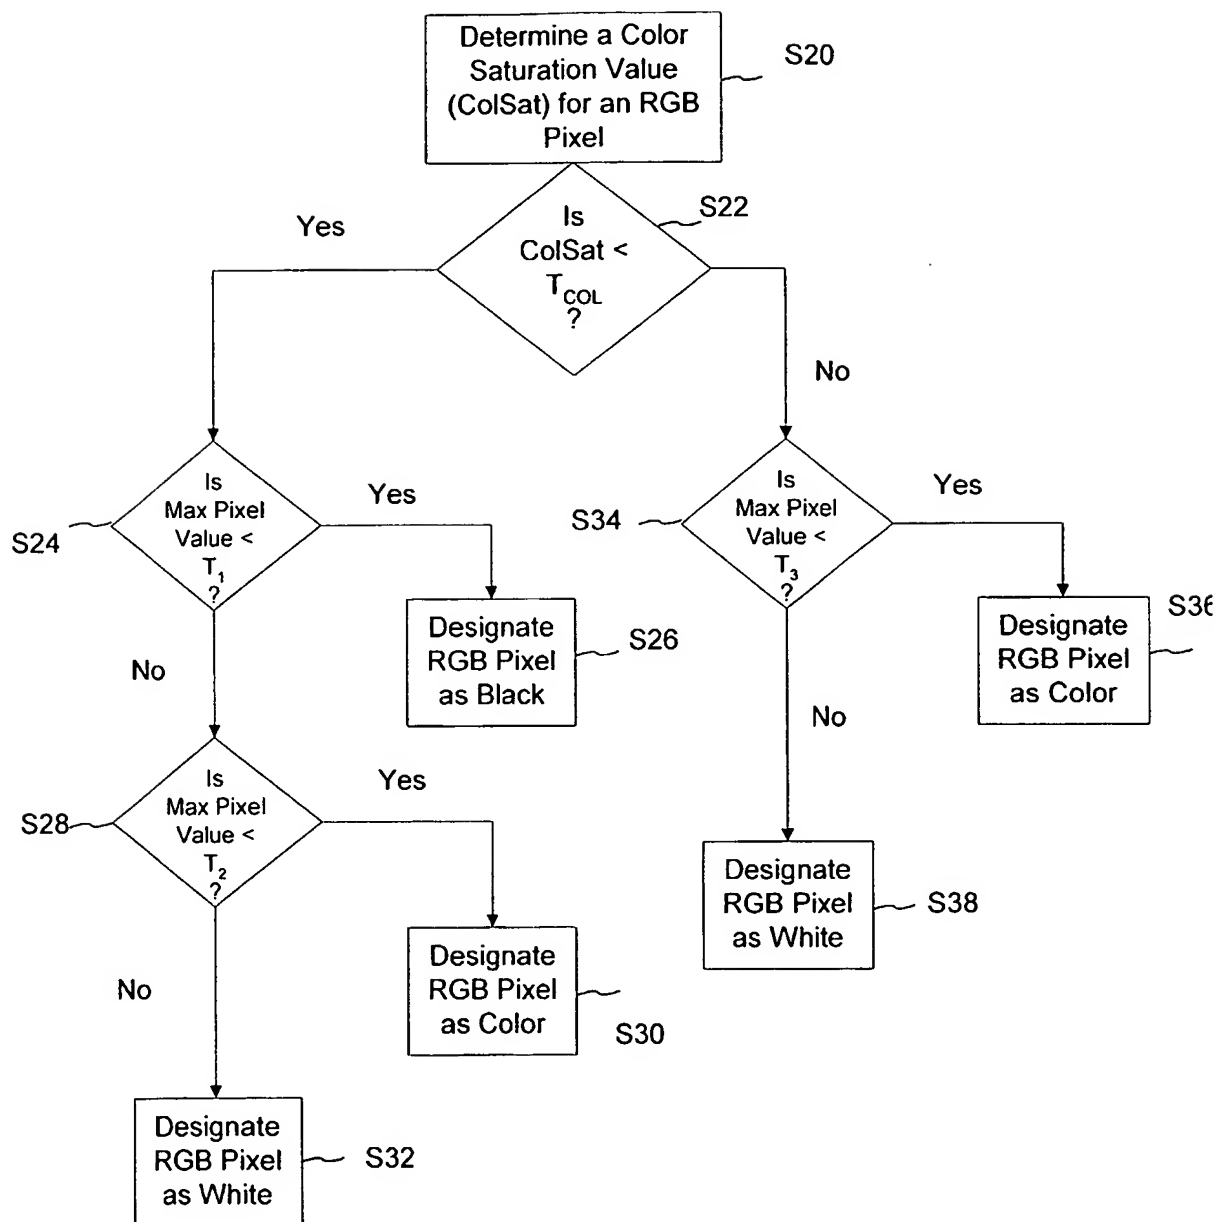 Determine a Color
Saturation Value
(ColSat) for an RGB
Pixel
S20
Is
ColSat <
T_COL
?
S22
Yes
No
Is
Max Pixel
Value <
T_1
?
S24
Yes
No
Designate
RGB Pixel
as Black
S26
Is
Max Pixel
Value <
T_3
?
S34
Yes
No
Designate
RGB Pixel
as Color
S36
Is
Max Pixel
Value <
T_2
?
S28
Yes
No
Designate
RGB Pixel
as Color
S30
Designate
RGB Pixel
as White
S38
Designate
RGB Pixel
as White
S32